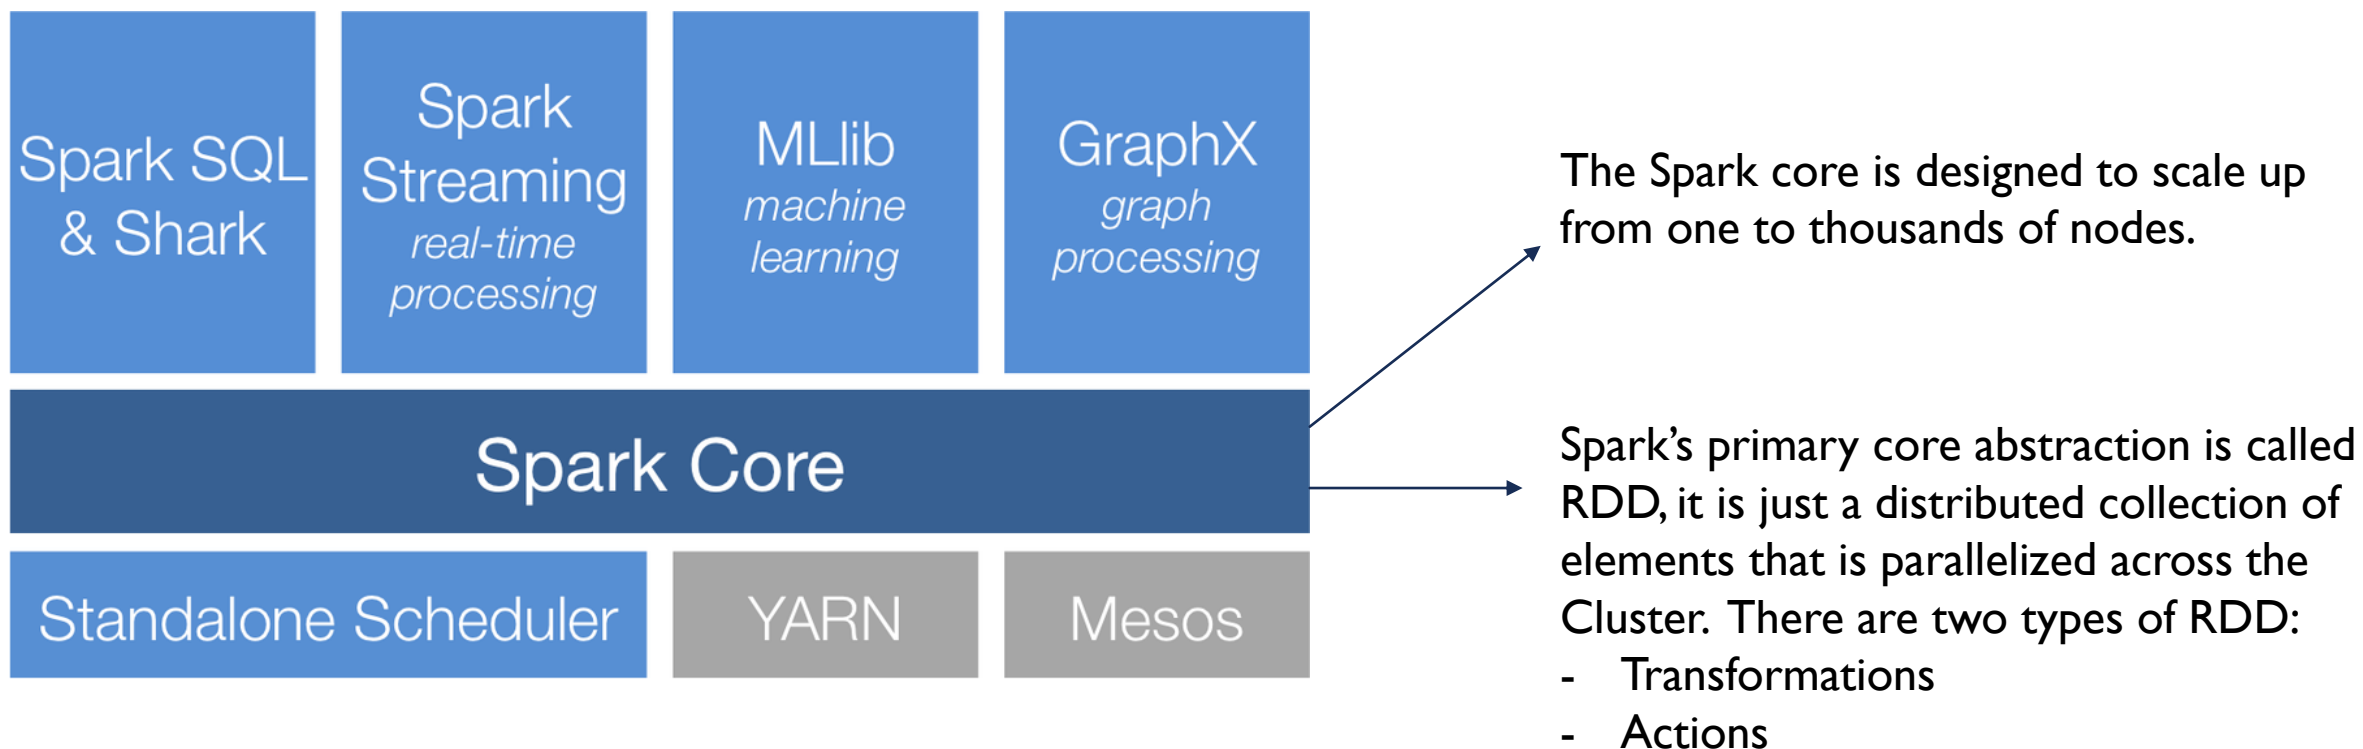 Spark SQL
& Shark
Spark
Streaming
real-time
processing
MLlib
machine
learning
GraphX
graph
processing
Spark Core
Standalone Scheduler
YARN
Mesos
The Spark core is designed to scale up
from one to thousands of nodes.
Spark’s primary core abstraction is called
RDD, it is just a distributed collection of
elements that is parallelized across the
Cluster. There are two types of RDD:
- Transformations
- Actions